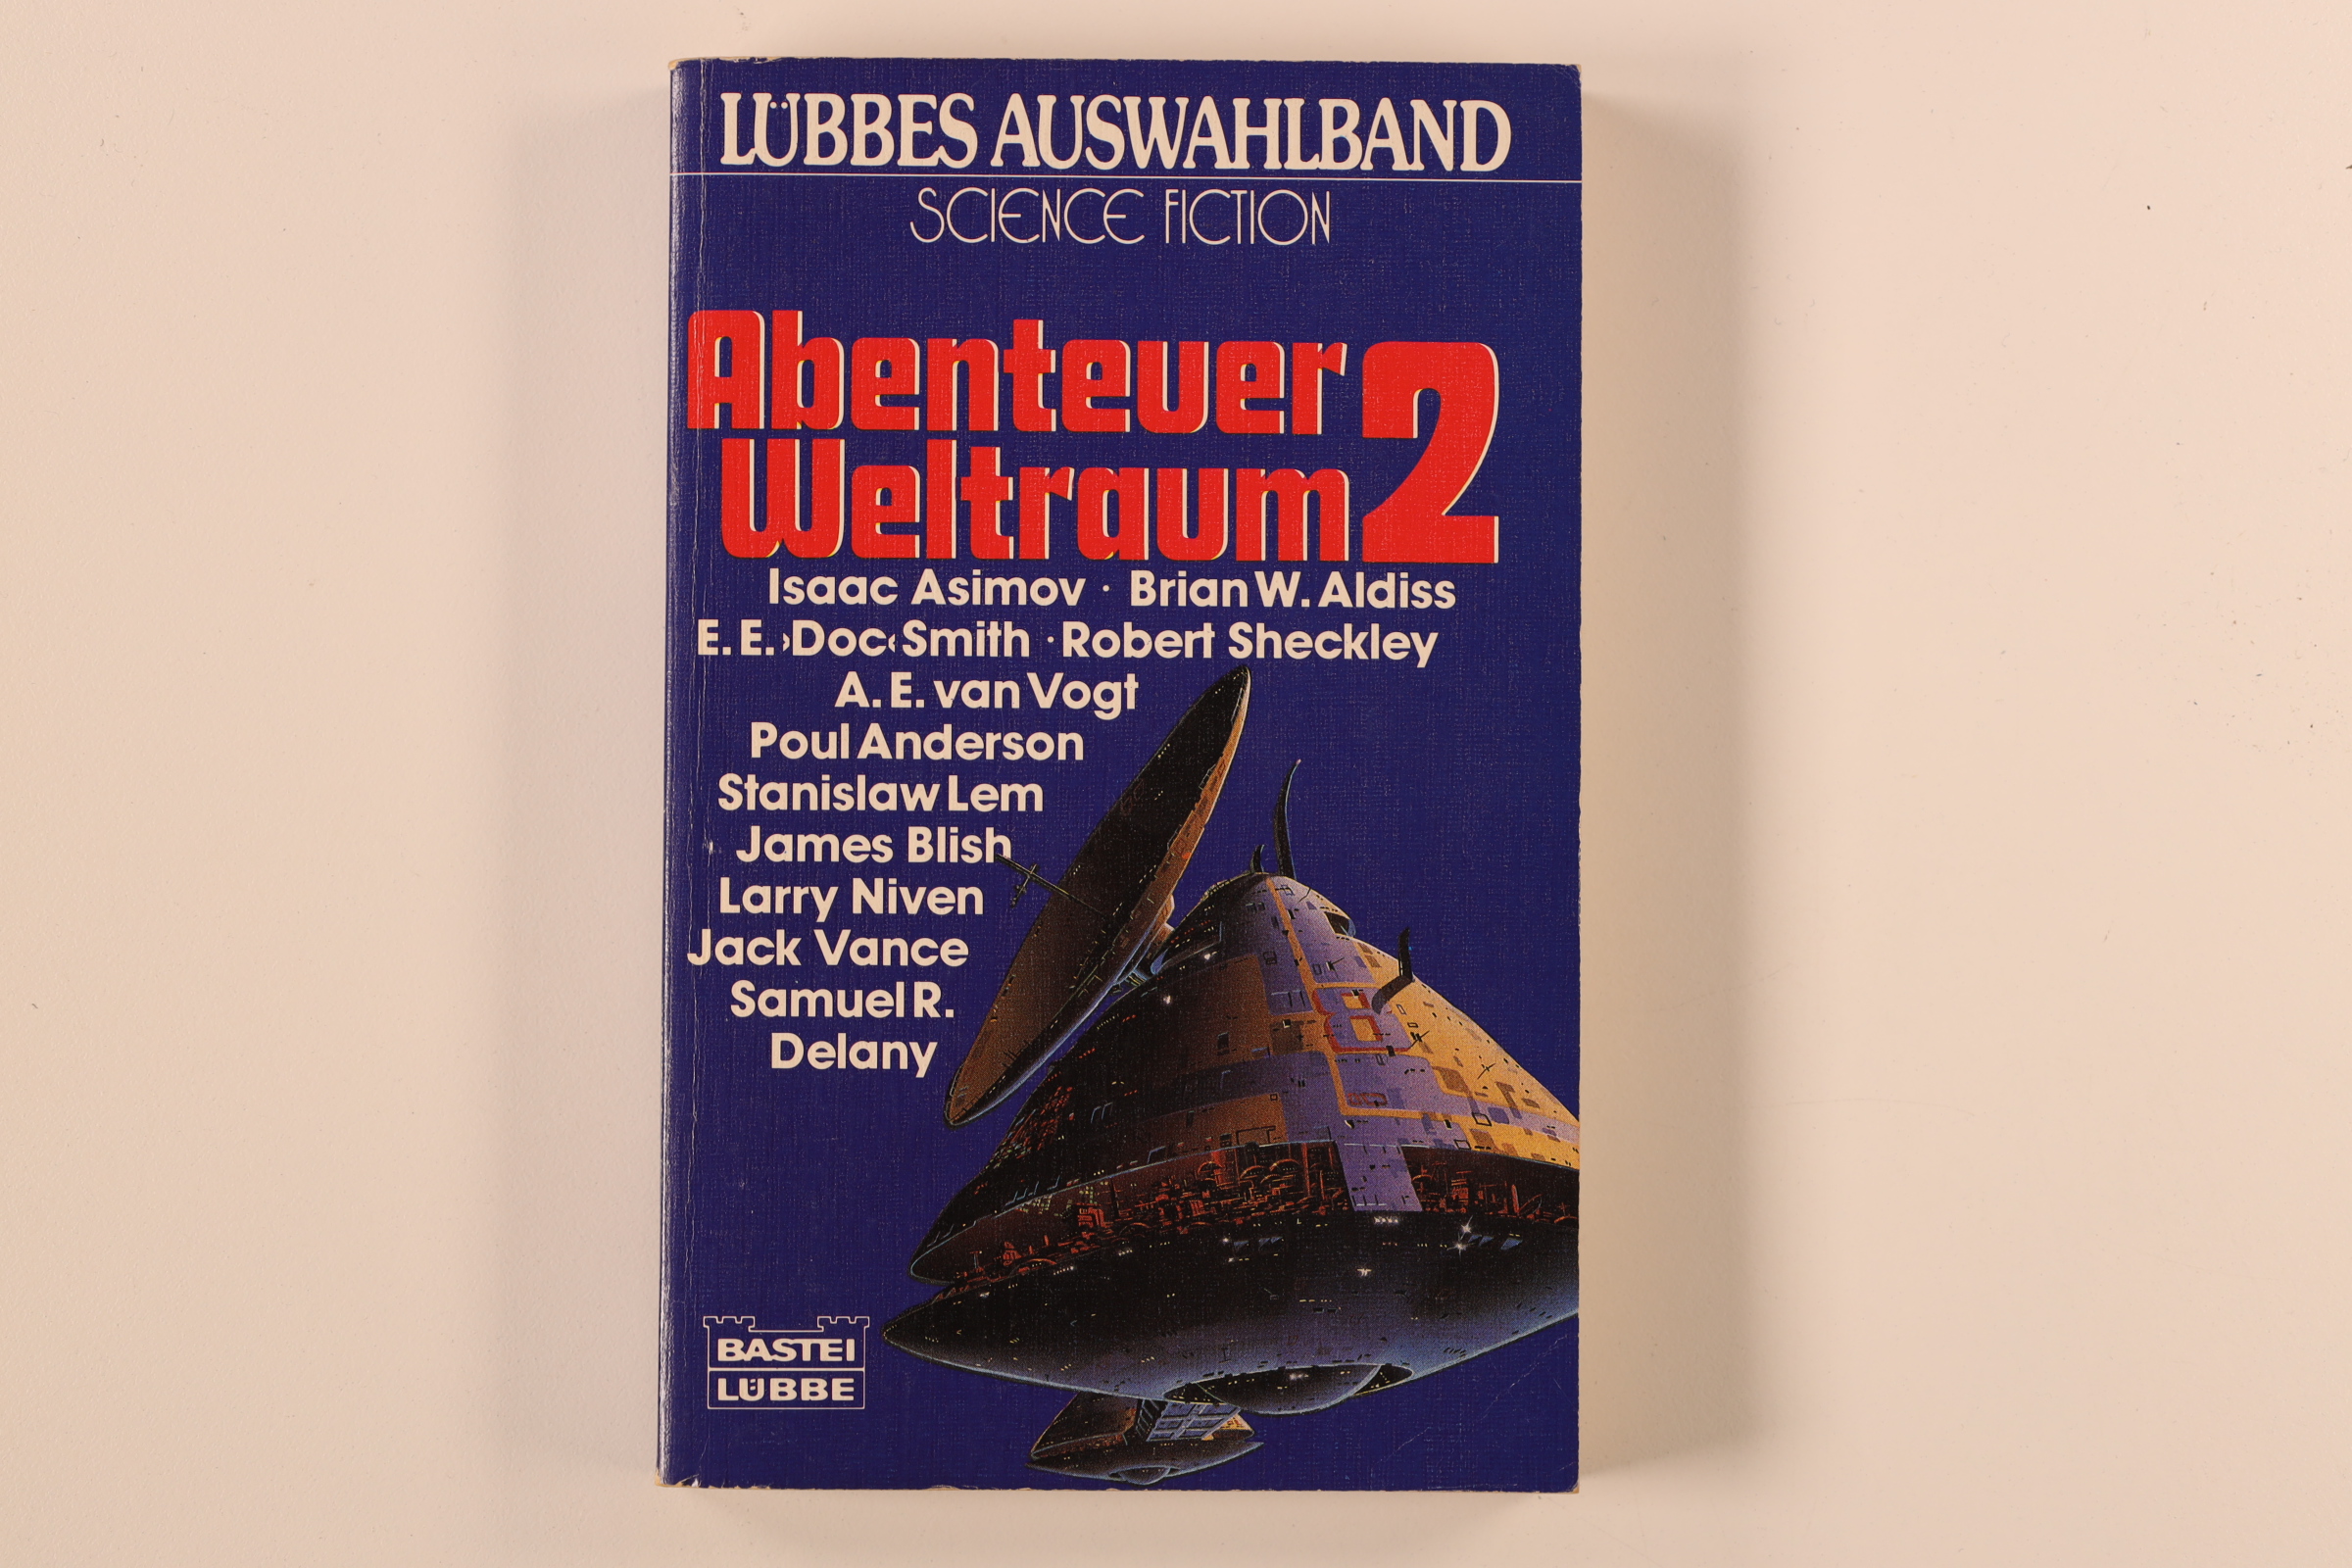 LÜBBES AUSWAHLBAND
SCIENCE FICTION
Abenteuer
Weltraum 2
Isaac Asimov · Brian W. Aldiss
E. E. ›Doc‹ Smith · Robert Sheckley
A. E. van Vogt
Poul Anderson
Stanislaw Lem
James Blish
Larry Niven
Jack Vance
Samuel R.
Delany
BASTEI
LÜBBE